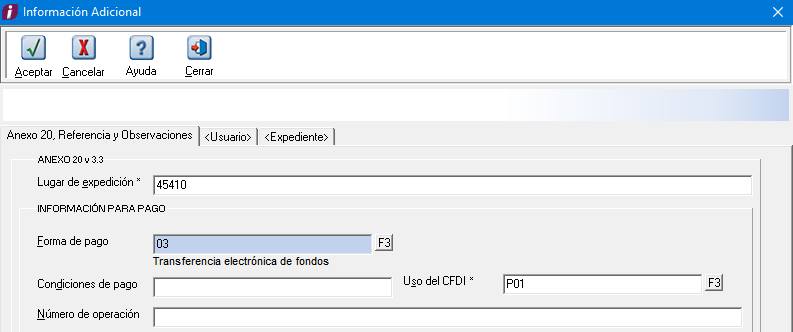 Información Adicional
Aceptar Cancelar Ayuda Cerrar
Anexo 20, Referencia y Observaciones <Usuario> <Expediente>
ANEXO 20 v 3.3
Lugar de expedición * 45410
INFORMACIÓN PARA PAGO
Forma de pago 03 F3
Transferencia electrónica de fondos
Condiciones de pago Uso del CFDI * P01 F3
Número de operación